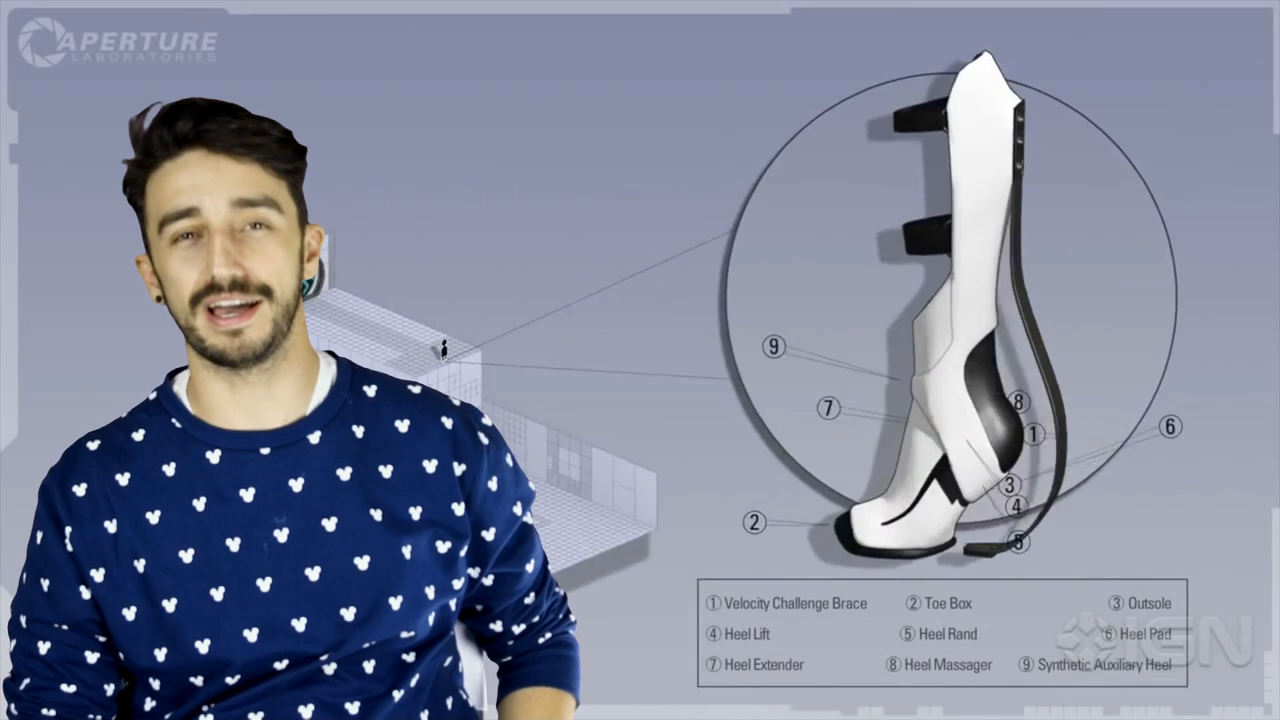 APERTURE
LABORATORIES
9
7
8
1
6
3
4
2
5
① Velocity Challenge Brace ② Toe Box ③ Outsole
④ Heel Lift ⑤ Heel Rand ⑥ Heel Pad
⑦ Heel Extender ⑧ Heel Massager ⑨ Synthetic Auxiliary Heel
IGN